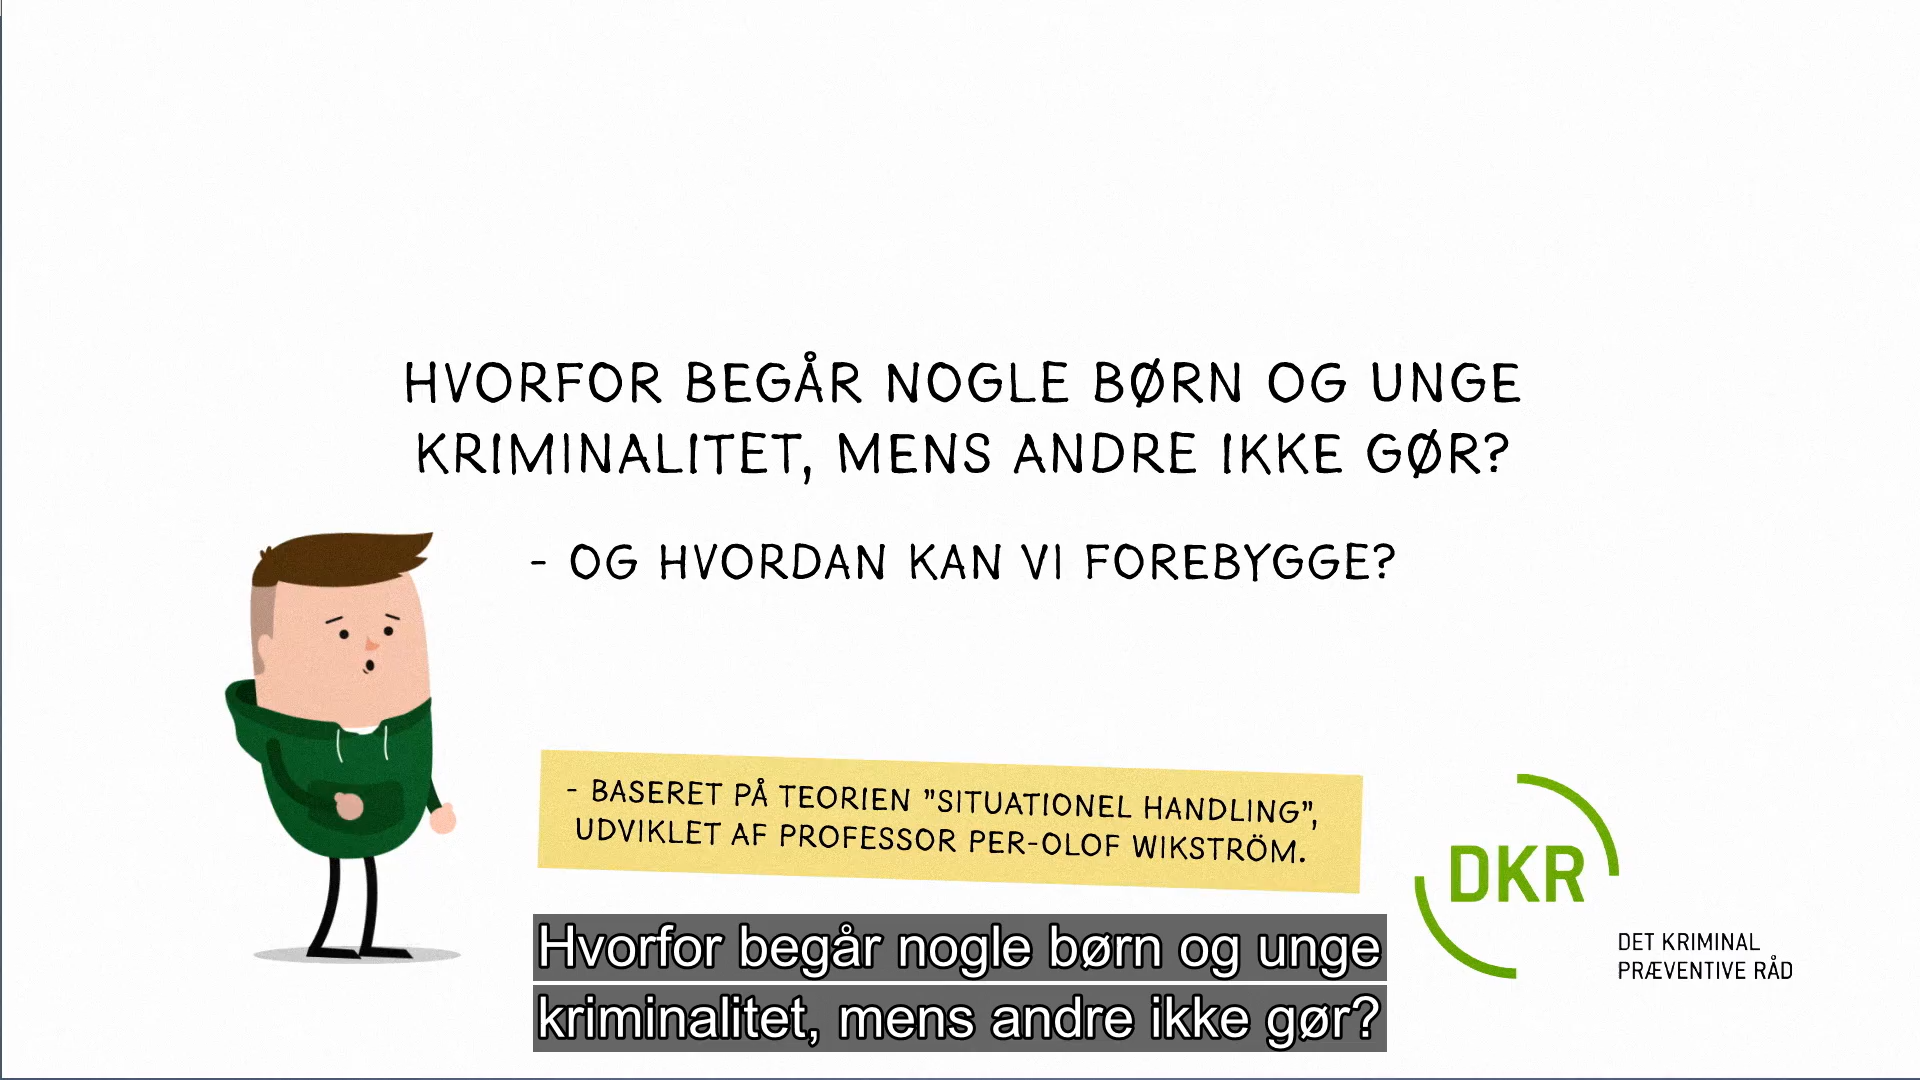 HVORFOR BEGÅR NOGLE BØRN OG UNGE
KRIMINALITET, MENS ANDRE IKKE GØR?
- OG HVORDAN KAN VI FOREBYGGE?
- BASERET PÅ TEORIEN "SITUATIONEL HANDLING",
UDVIKLET AF PROFESSOR PER-OLOF WIKSTRÖM.
DKR
DET KRIMINAL
PRÆVENTIVE RÅD
Hvorfor begår nogle børn og unge
kriminalitet, mens andre ikke gør?